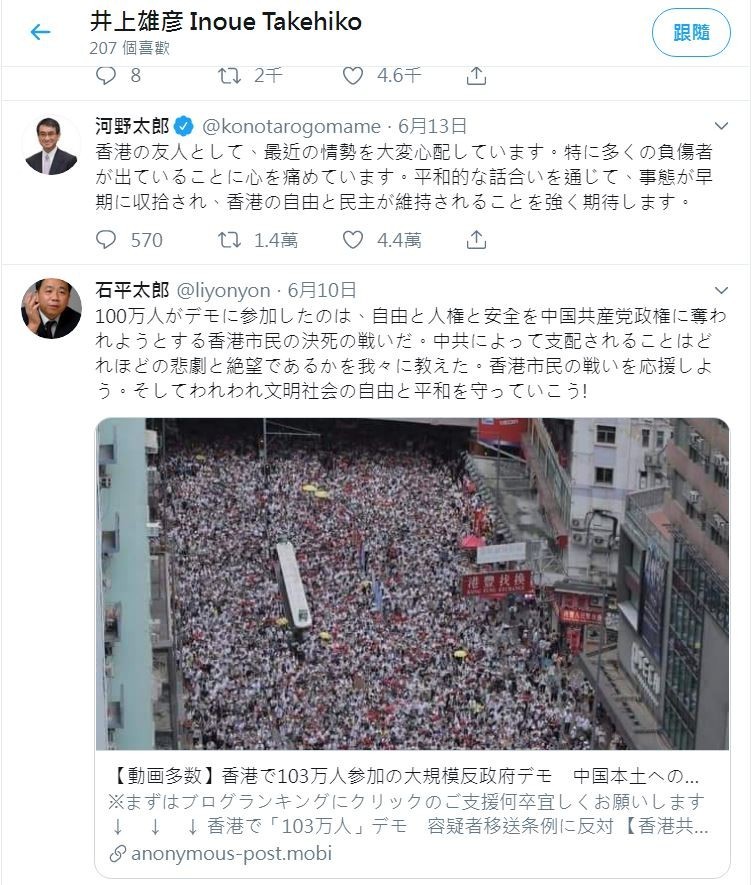 井上雄彦 Inoue Takehiko
207 個喜歡
跟隨
8 2千 4.6千
河野太郎 @konotarogomame · 6月13日
香港の友人として、最近の情勢を大変心配しています。特に多くの負傷者
が出ていることに心を痛めています。平和的な話合いを通じて、事態が早
期に収拾され、香港の自由と民主が維持されることを強く期待します。
570 1.4萬 4.4萬
石平太郎 @liyonyon · 6月10日
100万人がデモに参加したのは、自由と人権と安全を中国共産党政権に奪わ
れようとする香港市民の決死の戦いだ。中共によって支配されることはど
れほどの悲劇と絶望であるかを我々に教えた。香港市民の戦いを応援しよ
う。そしてわれわれ文明社会の自由と平和を守っていこう!
港豐找換
【動画多数】香港で103万人参加の大規模反政府デモ　中国本土への...
※まずはブログランキングにクリックのご支援何卒宜しくお願いします
↓　↓　↓ 香港で「103万人」デモ　容疑者移送条例に反対 【香港共...
anonymous-post.mobi